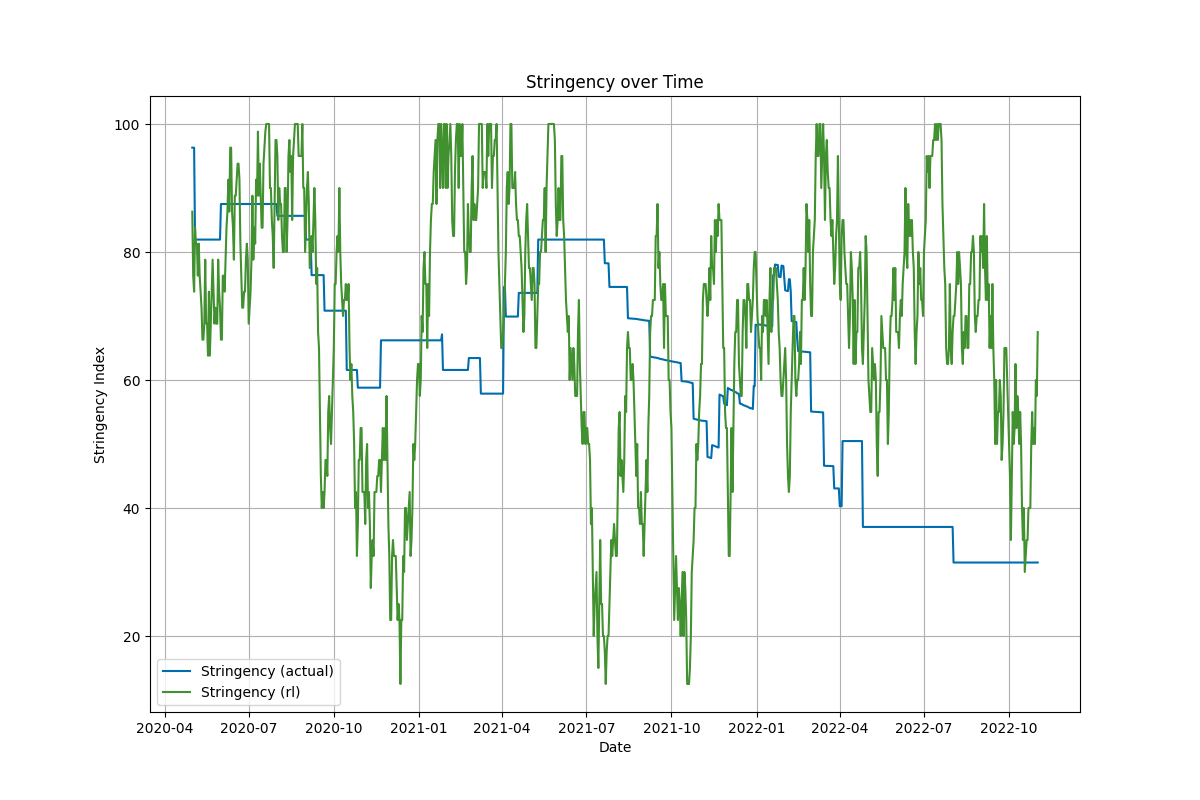 Stringency over Time
Stringency Index
100
80
60
40
20
Stringency (actual)
Stringency (rl)
2020-04 2020-07 2020-10 2021-01 2021-04 2021-07 2021-10 2022-01 2022-04 2022-07 2022-10
Date